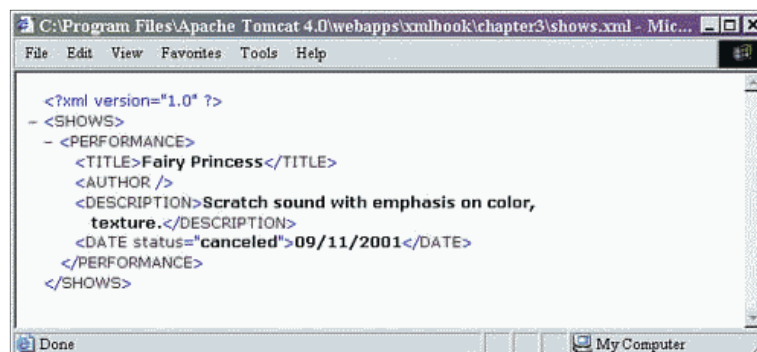 C:\Program Files\Apache Tomcat 4.0\webapps\xmlbook\chapter3\shows.xml - Mic...
File Edit View Favorites Tools Help
<?xml version="1.0" ?>
- <SHOWS>
- <PERFORMANCE>
<TITLE>Fairy Princess</TITLE>
<AUTHOR />
<DESCRIPTION>Scratch sound with emphasis on color,
texture.</DESCRIPTION>
<DATE status="canceled">09/11/2001</DATE>
</PERFORMANCE>
</SHOWS>
Done My Computer